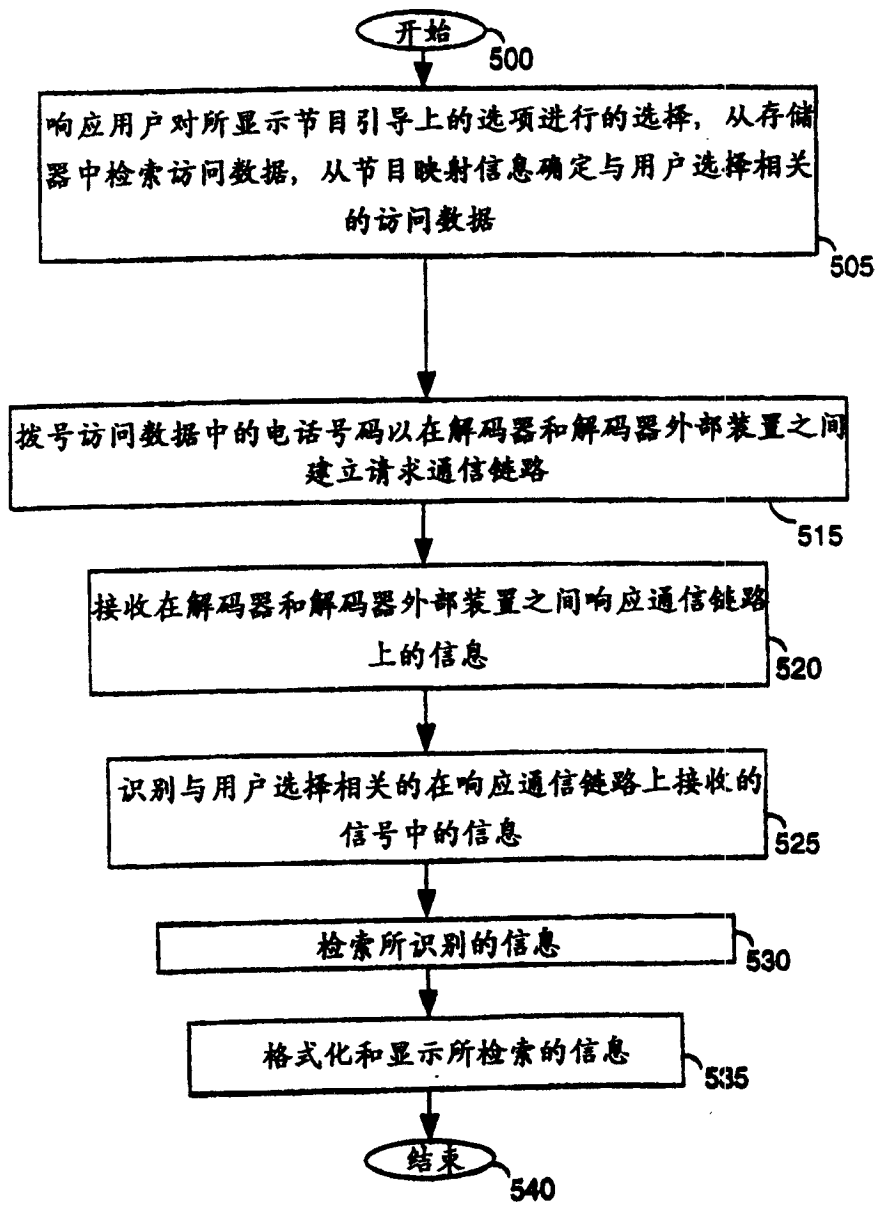 开始
500
响应用户对所显示节目引导上的选项进行的选择，从存储
器中检索访问数据，从节目映射信息确定与用户选择相关
的访问数据
505
拨号访问数据中的电话号码以在解码器和解码器外部装置之间
建立请求通信链路
515
接收在解码器和解码器外部装置之间响应通信链路
上的信息
520
识别与用户选择相关的在响应通信链路上接收的
信号中的信息
525
检索所识别的信息
530
格式化和显示所检索的信息
535
结束
540